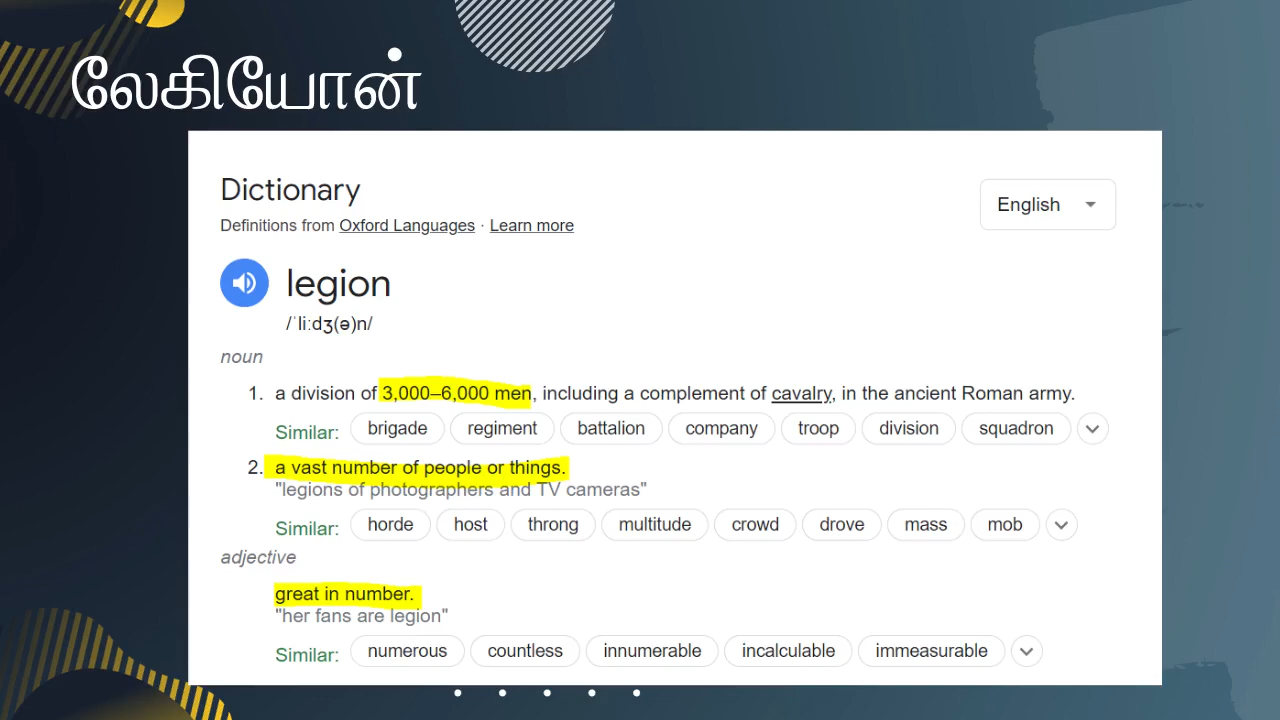 லேகியோன்
Dictionary
English
Definitions from Oxford Languages · Learn more
legion
/ˈliːdʒ(ə)n/
noun
1. a division of 3,000–6,000 men, including a complement of cavalry, in the ancient Roman army.
Similar: brigade regiment battalion company troop division squadron
2. a vast number of people or things.
"legions of photographers and TV cameras"
Similar: horde host throng multitude crowd drove mass mob
adjective
great in number.
"her fans are legion"
Similar: numerous countless innumerable incalculable immeasurable